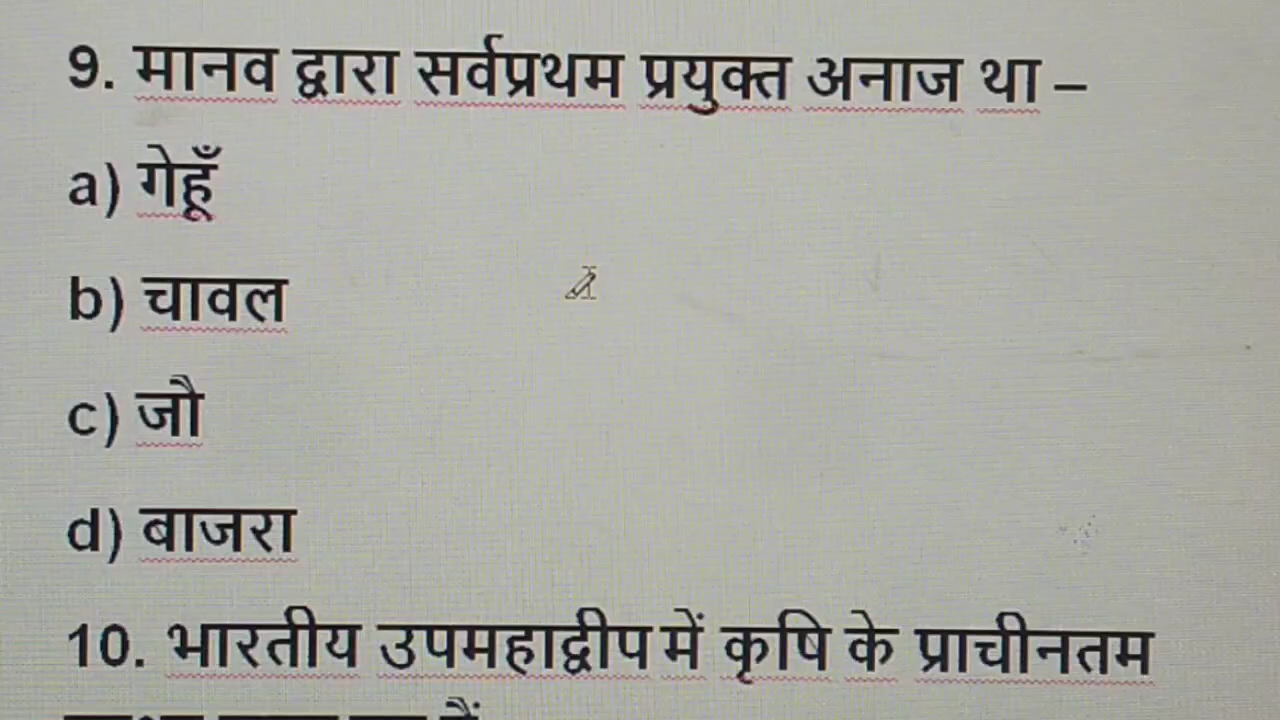 9. मानव द्वारा सर्वप्रथम प्रयुक्त अनाज था –
a) गेहूँ
b) चावल
c) जौ
d) बाजरा
10. भारतीय उपमहाद्वीप में कृषि के प्राचीनतम